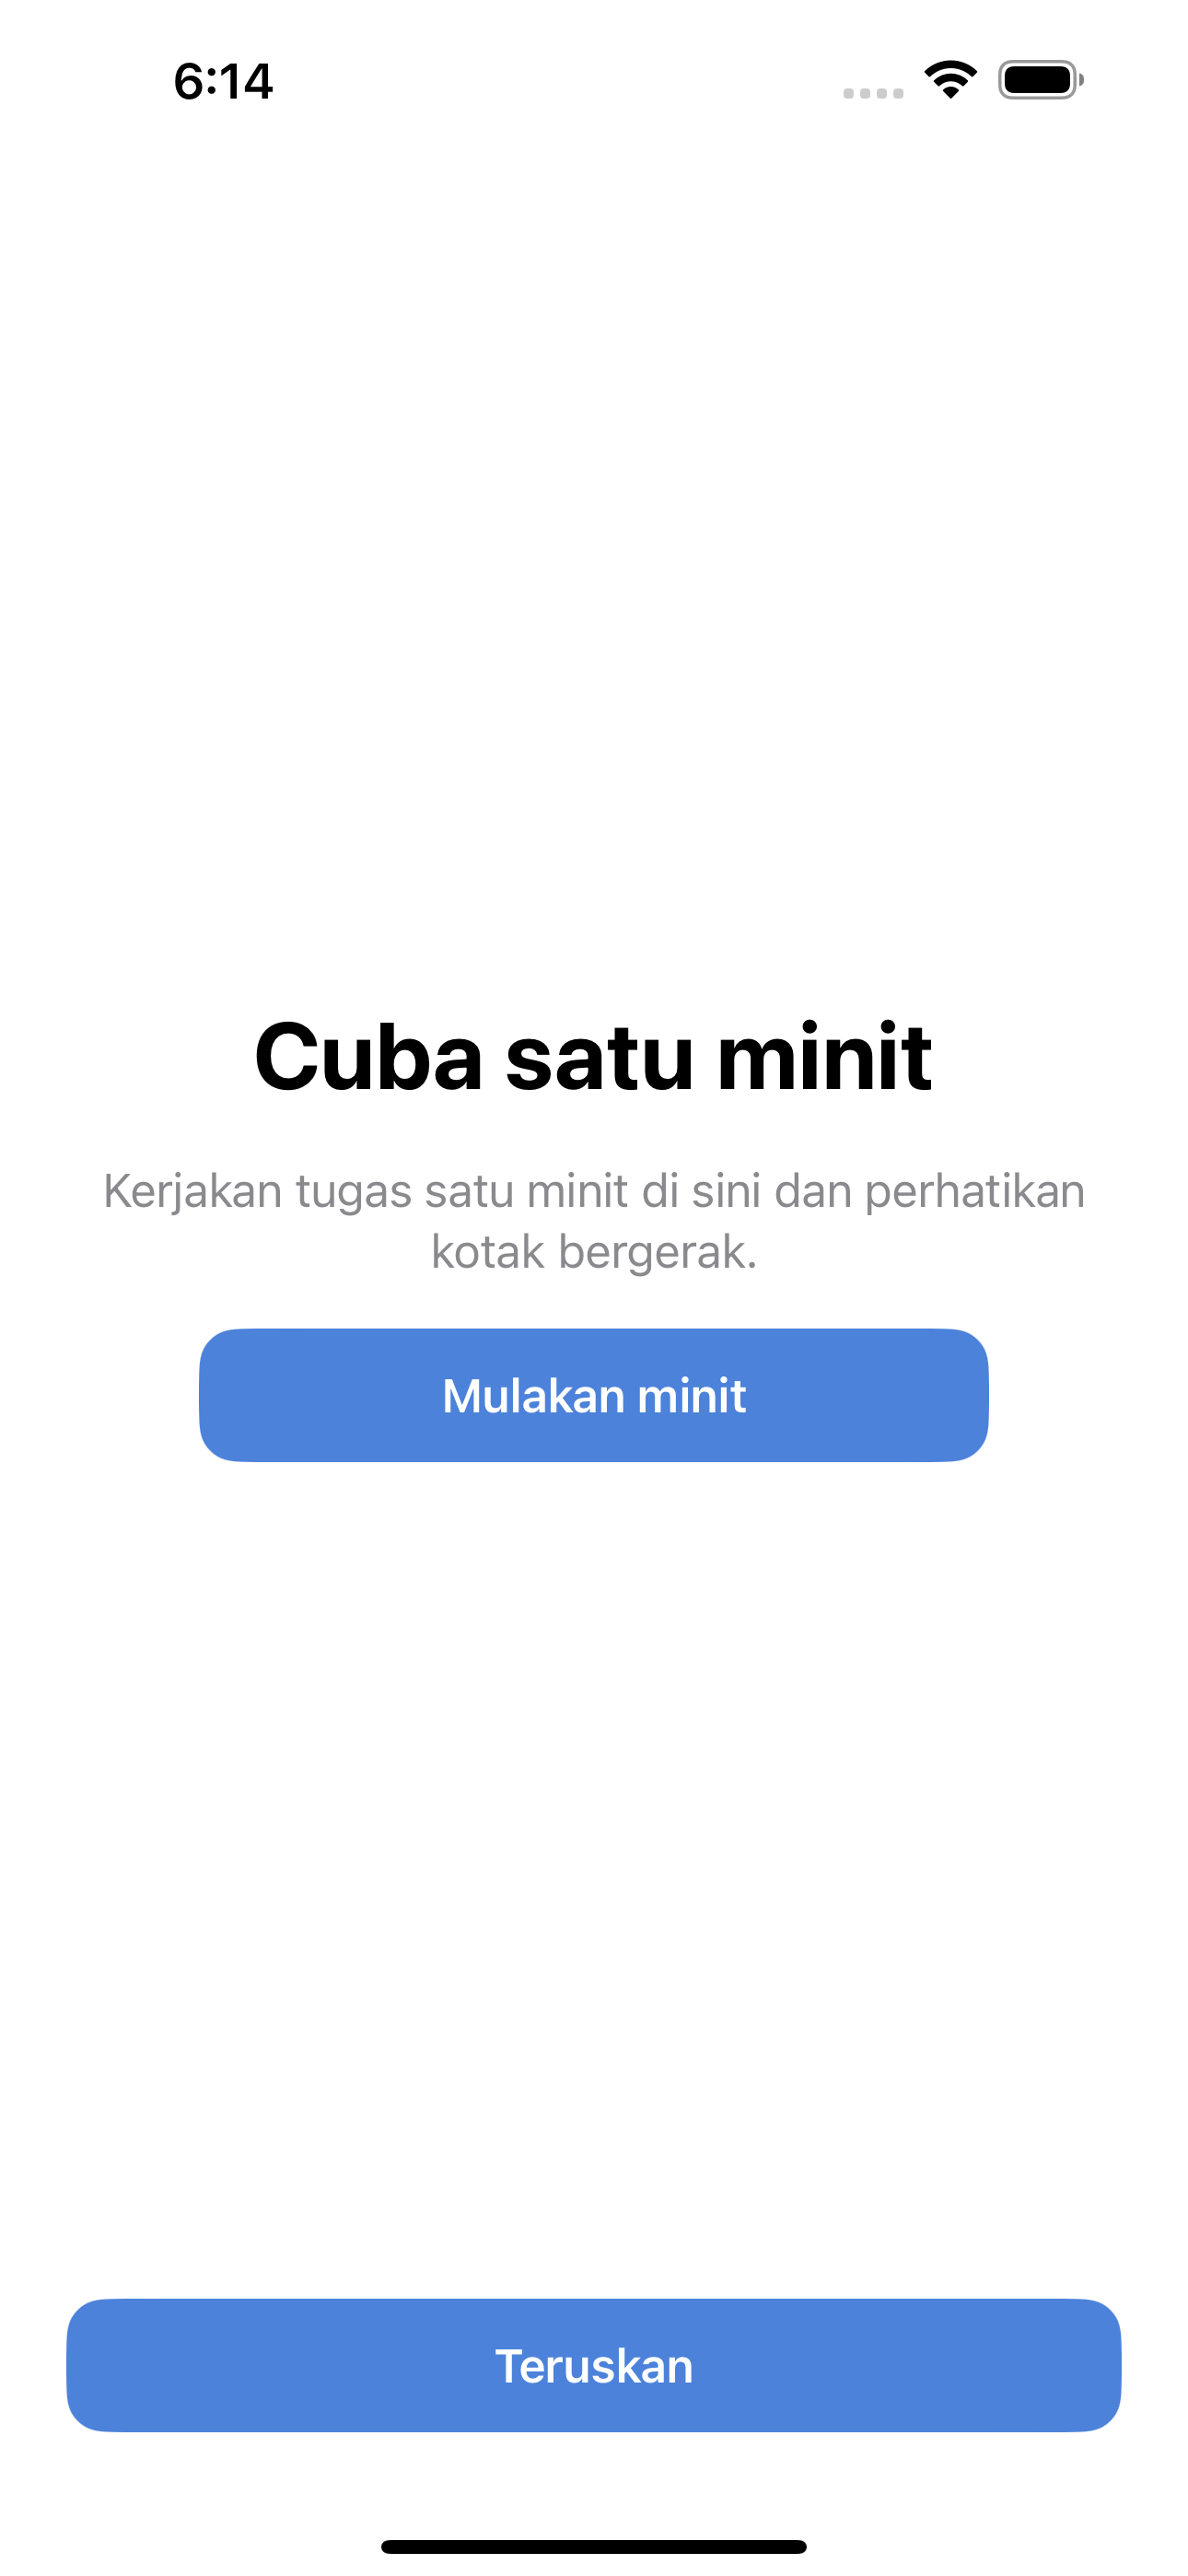 6:14
Cuba satu minit
Kerjakan tugas satu minit di sini dan perhatikan
kotak bergerak.
Mulakan minit
Teruskan